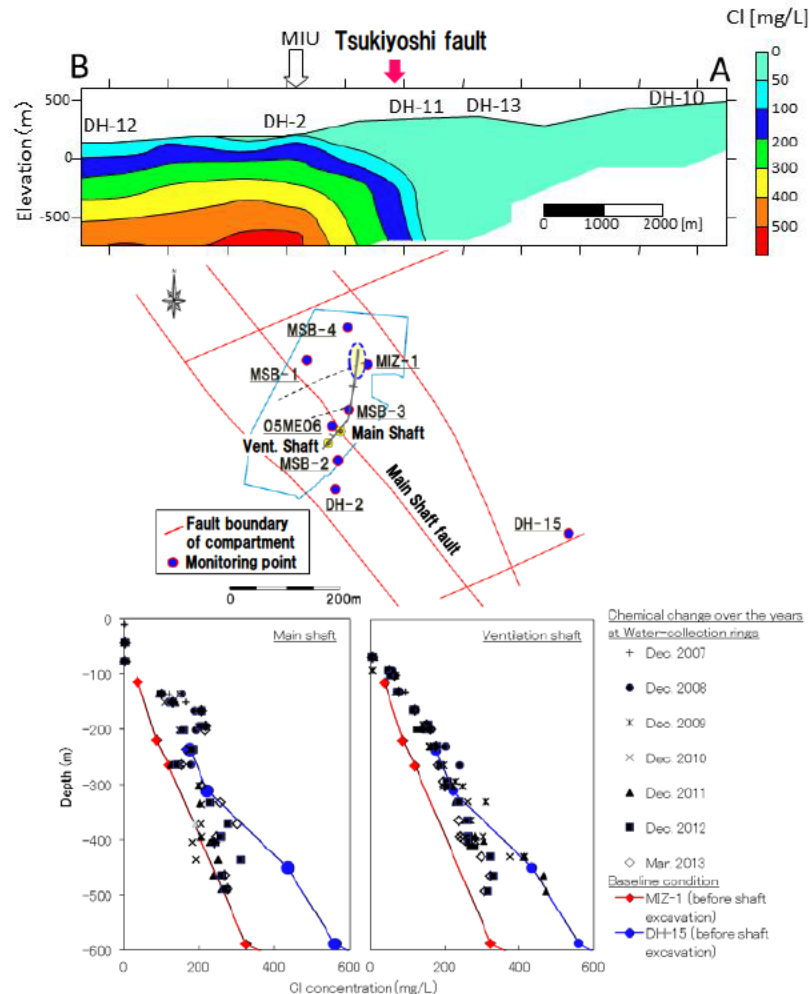 Cl [mg/L]
MIU Tsukiyoshi fault
B A
0
50
100
200
300
400
500
Elevation (m)
500
0
-500
DH-12 DH-2 DH-11 DH-13 DH-10
0 1000 2000 [m]
N
MSB-4
MSB-1 MIZ-1
MSB-3
05ME06
Main Shaft
Vent. Shaft
MSB-2
DH-2
Main Shaft fault
DH-15
Fault boundary
of compartment
Monitoring point
0 200m
Main shaft
Ventilation shaft
Depth (m)
0
-100
-200
-300
-400
-500
-600
0 200 400 600
0 200 400 600
Cl concentration(mg/L)
Chemical change over the years
at Water-collection rings
Dec. 2007
Dec. 2008
Dec. 2009
Dec. 2010
Dec. 2011
Dec. 2012
Mar. 2013
Baseline condition
MIZ-1 (before shaft
excavation)
DH-15 (before shaft
excavation)